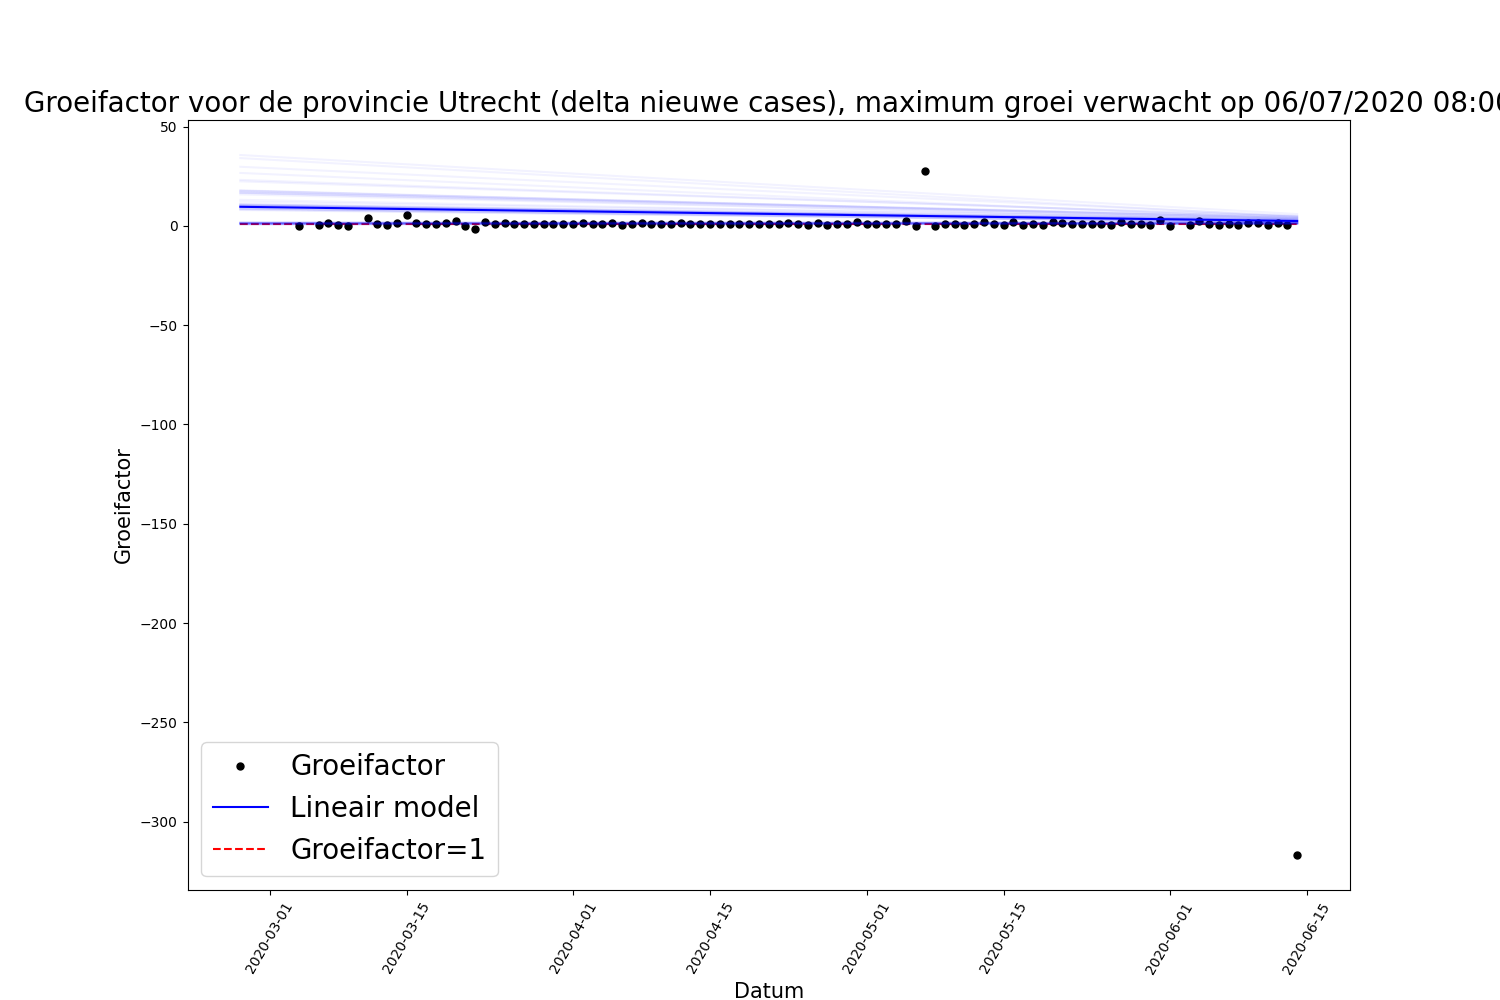 Groeifactor voor de provincie Utrecht (delta nieuwe cases), maximum groei verwacht op 06/07/2020 08:00
50
0
−50
−100
−150
−200
−250
−300
Groeifactor
Groeifactor
Lineair model
Groeifactor=1
2020-03-01
2020-03-15
2020-04-01
2020-04-15
2020-05-01
2020-05-15
2020-06-01
2020-06-15
Datum